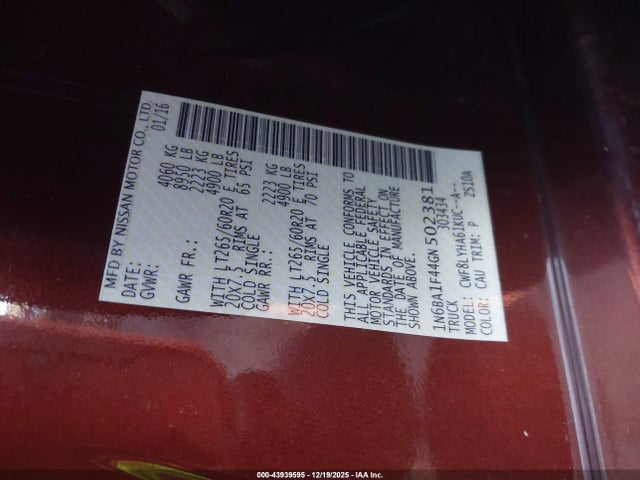 MFD BY NISSAN MOTOR CO., LTD.
DATE: 01/16
GVWR: 4060 KG
8950 LB
GAWR FR.: 2223 KG
4900 LB
WITH LT265/60R20 E TIRES
20X7.5 RIMS AT 65 PSI
COLD SINGLE
GAWR RR.: 2223 KG
4900 LB
WITH LT265/60R20 E TIRES
20X7.5 RIMS AT 70 PSI
COLD SINGLE
THIS VEHICLE CONFORMS TO
ALL APPLICABLE FEDERAL
MOTOR VEHICLE SAFETY
STANDARDS IN EFFECT ON
THE DATE OF MANUFACTURE
SHOWN ABOVE.
1N6BA1F44GN502381
TRUCK 303434
MODEL: CWF8LYHA61KUC--A--
COLOR: CAU TRIM: P ZS10A
000-43939595 - 12/19/2025 - IAA Inc.